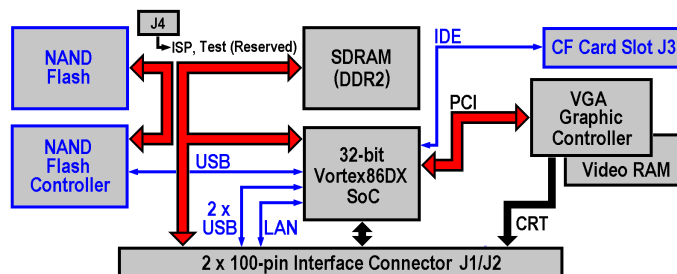 J4
ISP, Test (Reserved)
NAND
Flash
SDRAM
(DDR2)
IDE
CF Card Slot J3
PCI
VGA
Graphic
Controller
Video RAM
NAND
Flash
Controller
USB
32-bit
Vortex86DX
SoC
2 x
USB
LAN
CRT
2 x 100-pin Interface Connector J1/J2